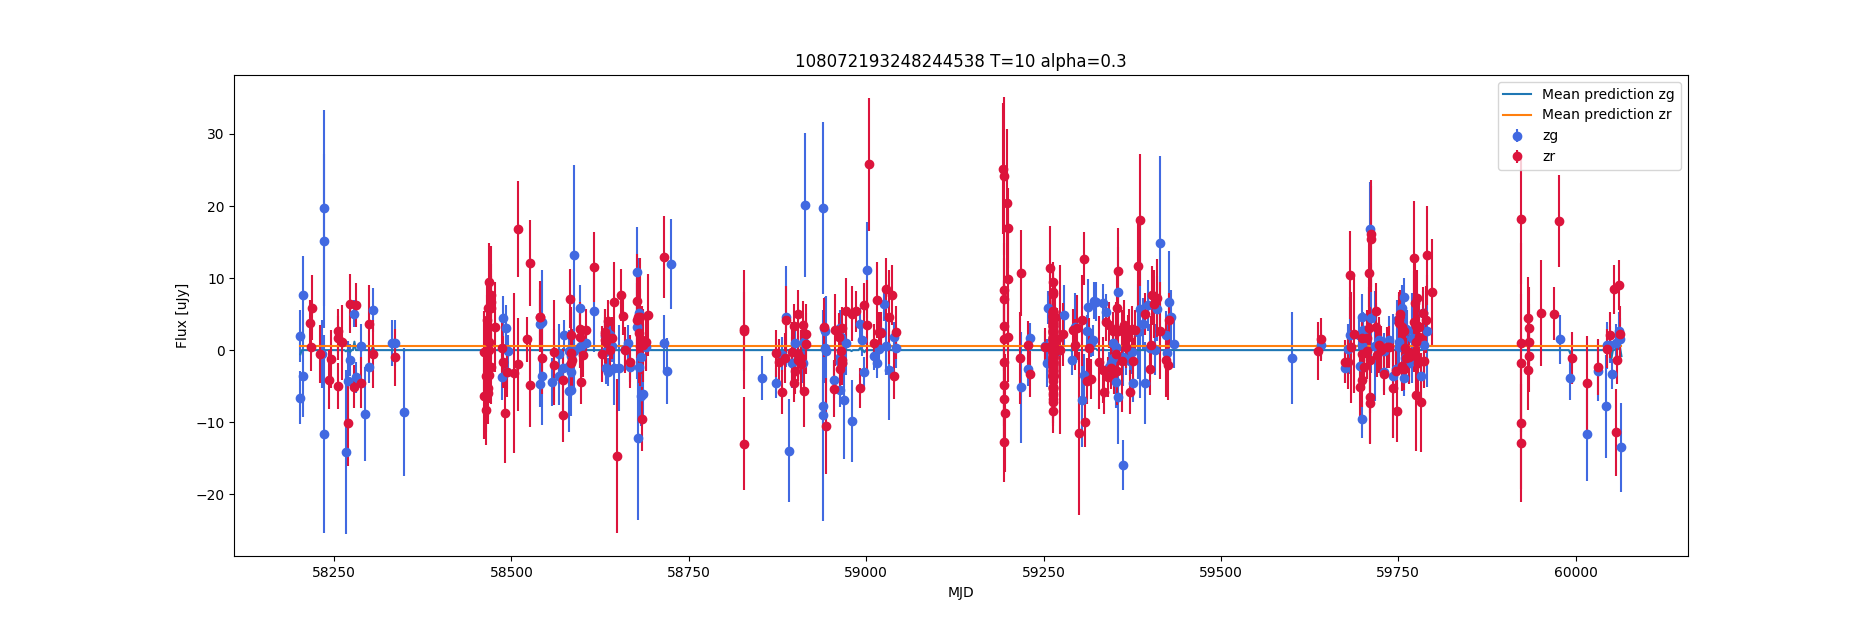 108072193248244538 T=10 alpha=0.3
Mean prediction zg
Mean prediction zr
zg
zr
Flux [uJy]
30
20
10
0
−10
−20
58250 58500 58750 59000 59250 59500 59750 60000
MJD